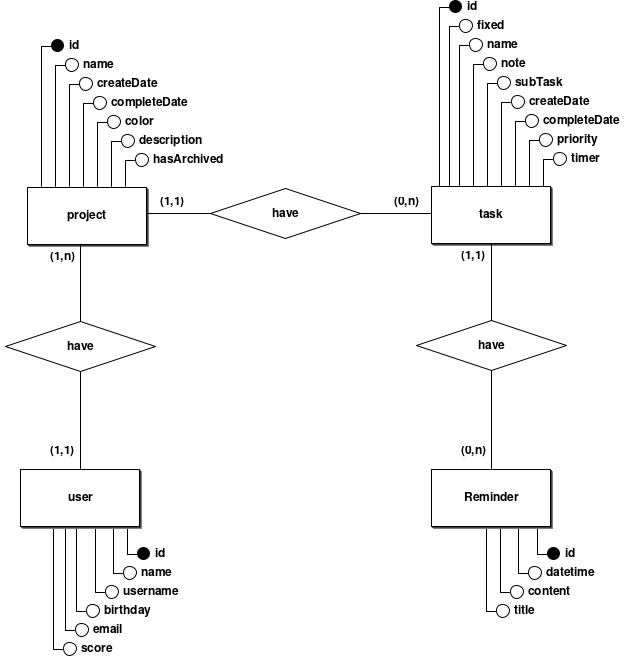 id
name
createDate
completeDate
color
description
hasArchived
project
(1,1)
have
(0,n)
id
fixed
name
note
subTask
createDate
completeDate
priority
timer
task
(1,n)
have
(1,1)
user
id
name
username
birthday
email
score
(1,1)
have
(0,n)
Reminder
id
datetime
content
title